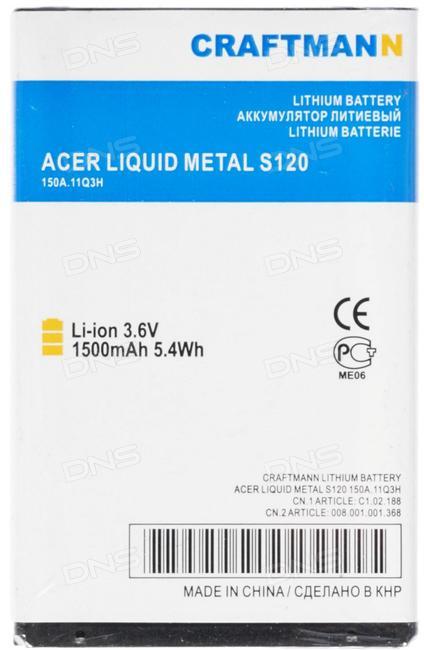 CRAFTMANN
LITHIUM BATTERY
АККУМУЛЯТОР ЛИТИЕВЫЙ
LITHIUM BATTERIE
ACER LIQUID METAL S120
150A.11Q3H
Li-ion 3.6V
1500mAh 5.4Wh
CE
РС+
ME06
CRAFTMANN LITHIUM BATTERY
ACER LIQUID METAL S120 150A.11Q3H
CN.1 ARTICLE: C1.02.188
CN.2 ARTICLE: 008.001.001.368
MADE IN CHINA / СДЕЛАНО В КНР
DNS